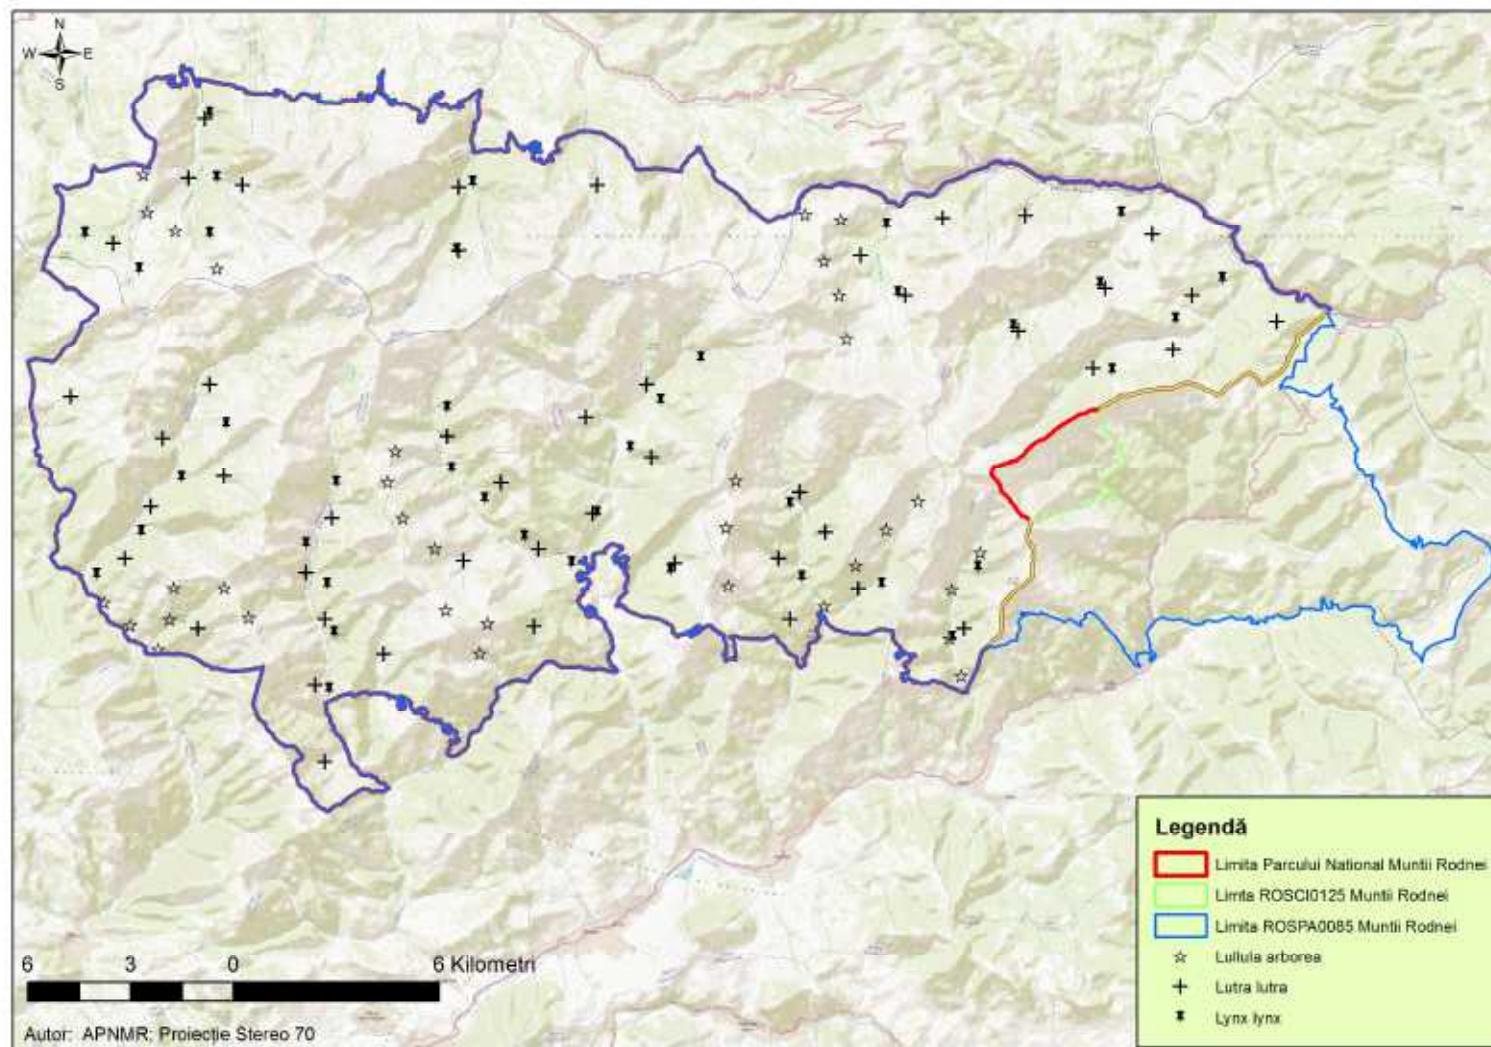 N
W E
S
Legendă
Limita Parcului National Muntii Rodnei
Limta ROSCI0125 Muntii Rodnei
Limita ROSPA0085 Muntii Rodnei
Lullula arborea
Lutra lutra
Lynx lynx
6 3 0 6 Kilometri
Autor: APNMR; Proiecție Stereo 70